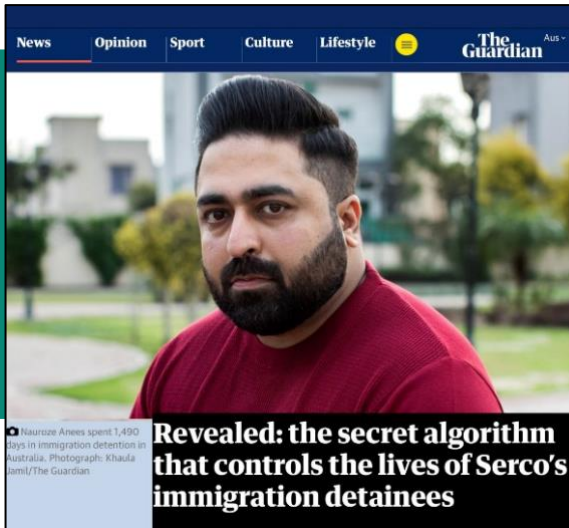 News Opinion Sport Culture Lifestyle The Guardian Aus
Nauroze Anees spent 1,490
days in immigration detention in
Australia. Photograph: Khaula
Jamil/The Guardian
Revealed: the secret algorithm
that controls the lives of Serco’s
immigration detainees